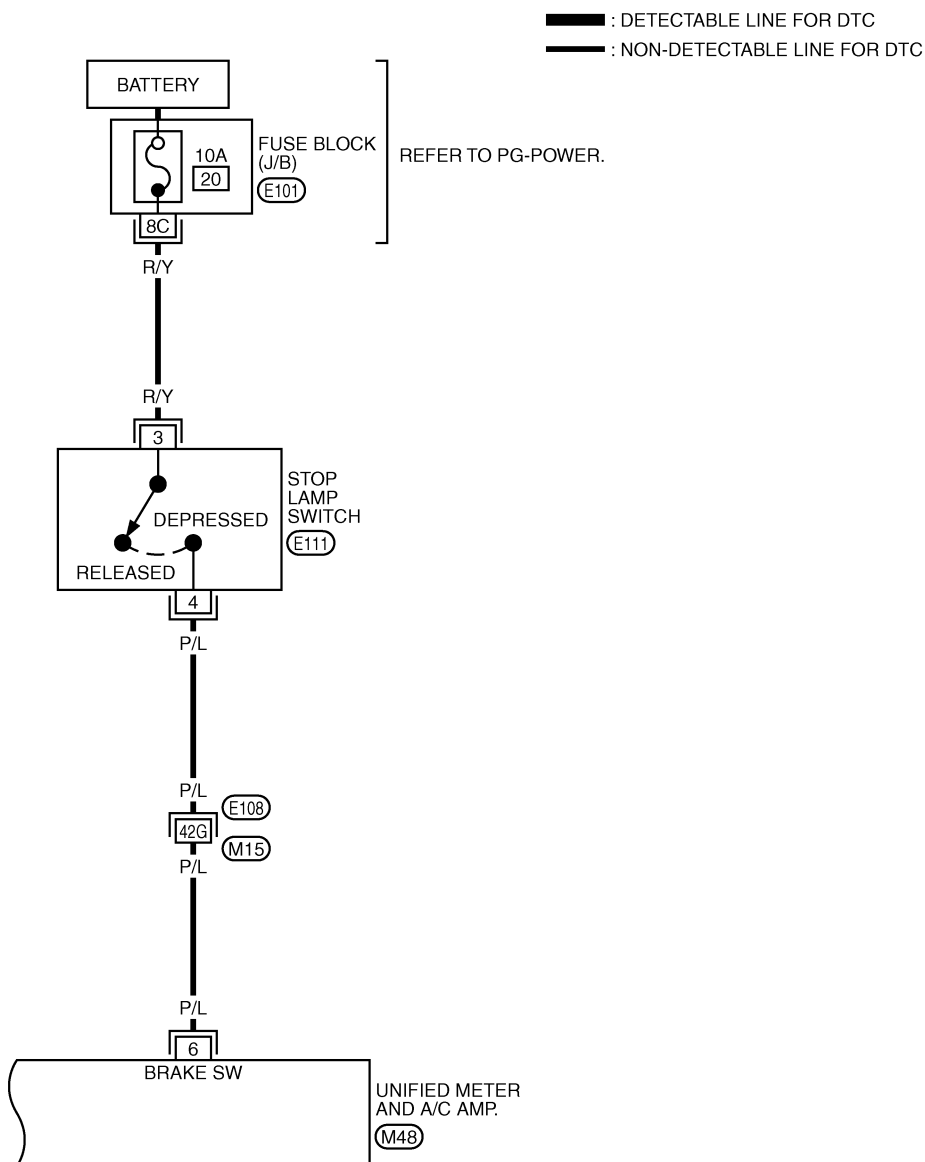 : DETECTABLE LINE FOR DTC
: NON-DETECTABLE LINE FOR DTC
BATTERY
FUSE BLOCK
(J/B)
10A
20
E101
REFER TO PG-POWER.
8C
R/Y
R/Y
3
STOP
LAMP
SWITCH
DEPRESSED
E111
RELEASED
4
P/L
P/L
E108
42G
M15
P/L
P/L
6
BRAKE SW
UNIFIED METER
AND A/C AMP.
M48